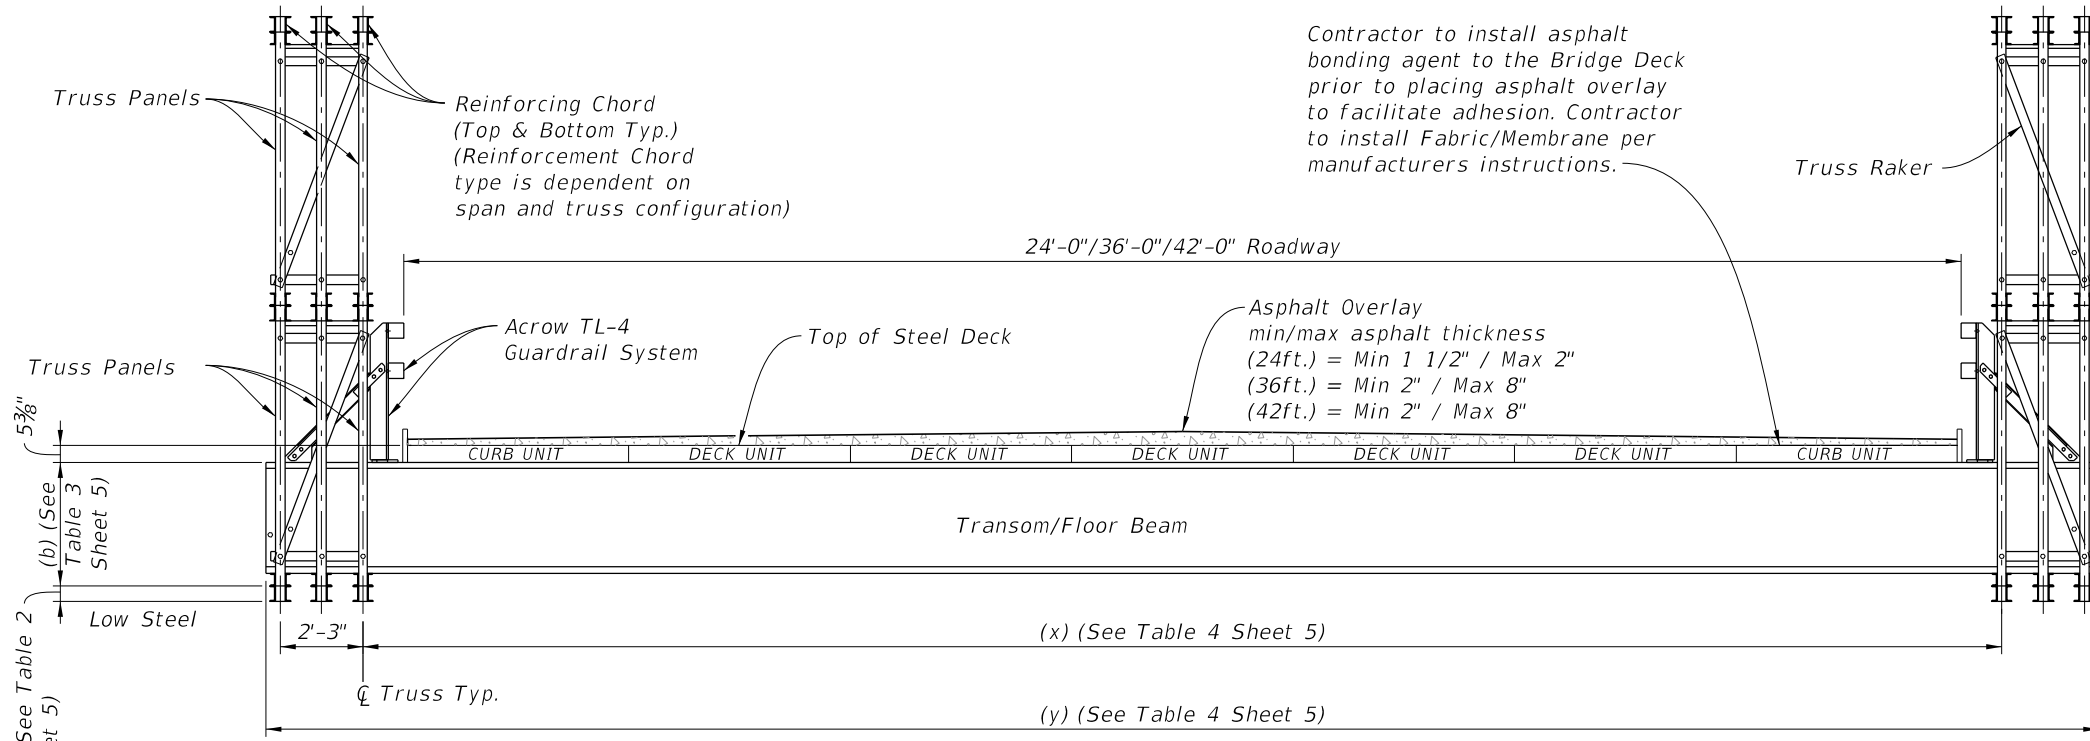 Truss Panels
Reinforcing Chord
(Top & Bottom Typ.)
(Reinforcement Chord
type is dependent on
span and truss configuration)
Contractor to install asphalt
bonding agent to the Bridge Deck
prior to placing asphalt overlay
to facilitate adhesion. Contractor
to install Fabric/Membrane per
manufacturers instructions.
Truss Raker
24'-0"/36'-0"/42'-0" Roadway
Acrow TL-4
Guardrail System
Top of Steel Deck
Asphalt Overlay
min/max asphalt thickness
(24ft.) = Min 1 1/2" / Max 2"
(36ft.) = Min 2" / Max 8"
(42ft.) = Min 2" / Max 8"
Truss Panels
5⅜"
CURB UNIT
DECK UNIT
DECK UNIT
DECK UNIT
DECK UNIT
DECK UNIT
CURB UNIT
(b) (See
Table 3
Sheet 5)
Transom/Floor Beam
Low Steel
2'-3"
(x) (See Table 4 Sheet 5)
See Table 2
5)
℄ Truss Typ.
(y) (See Table 4 Sheet 5)